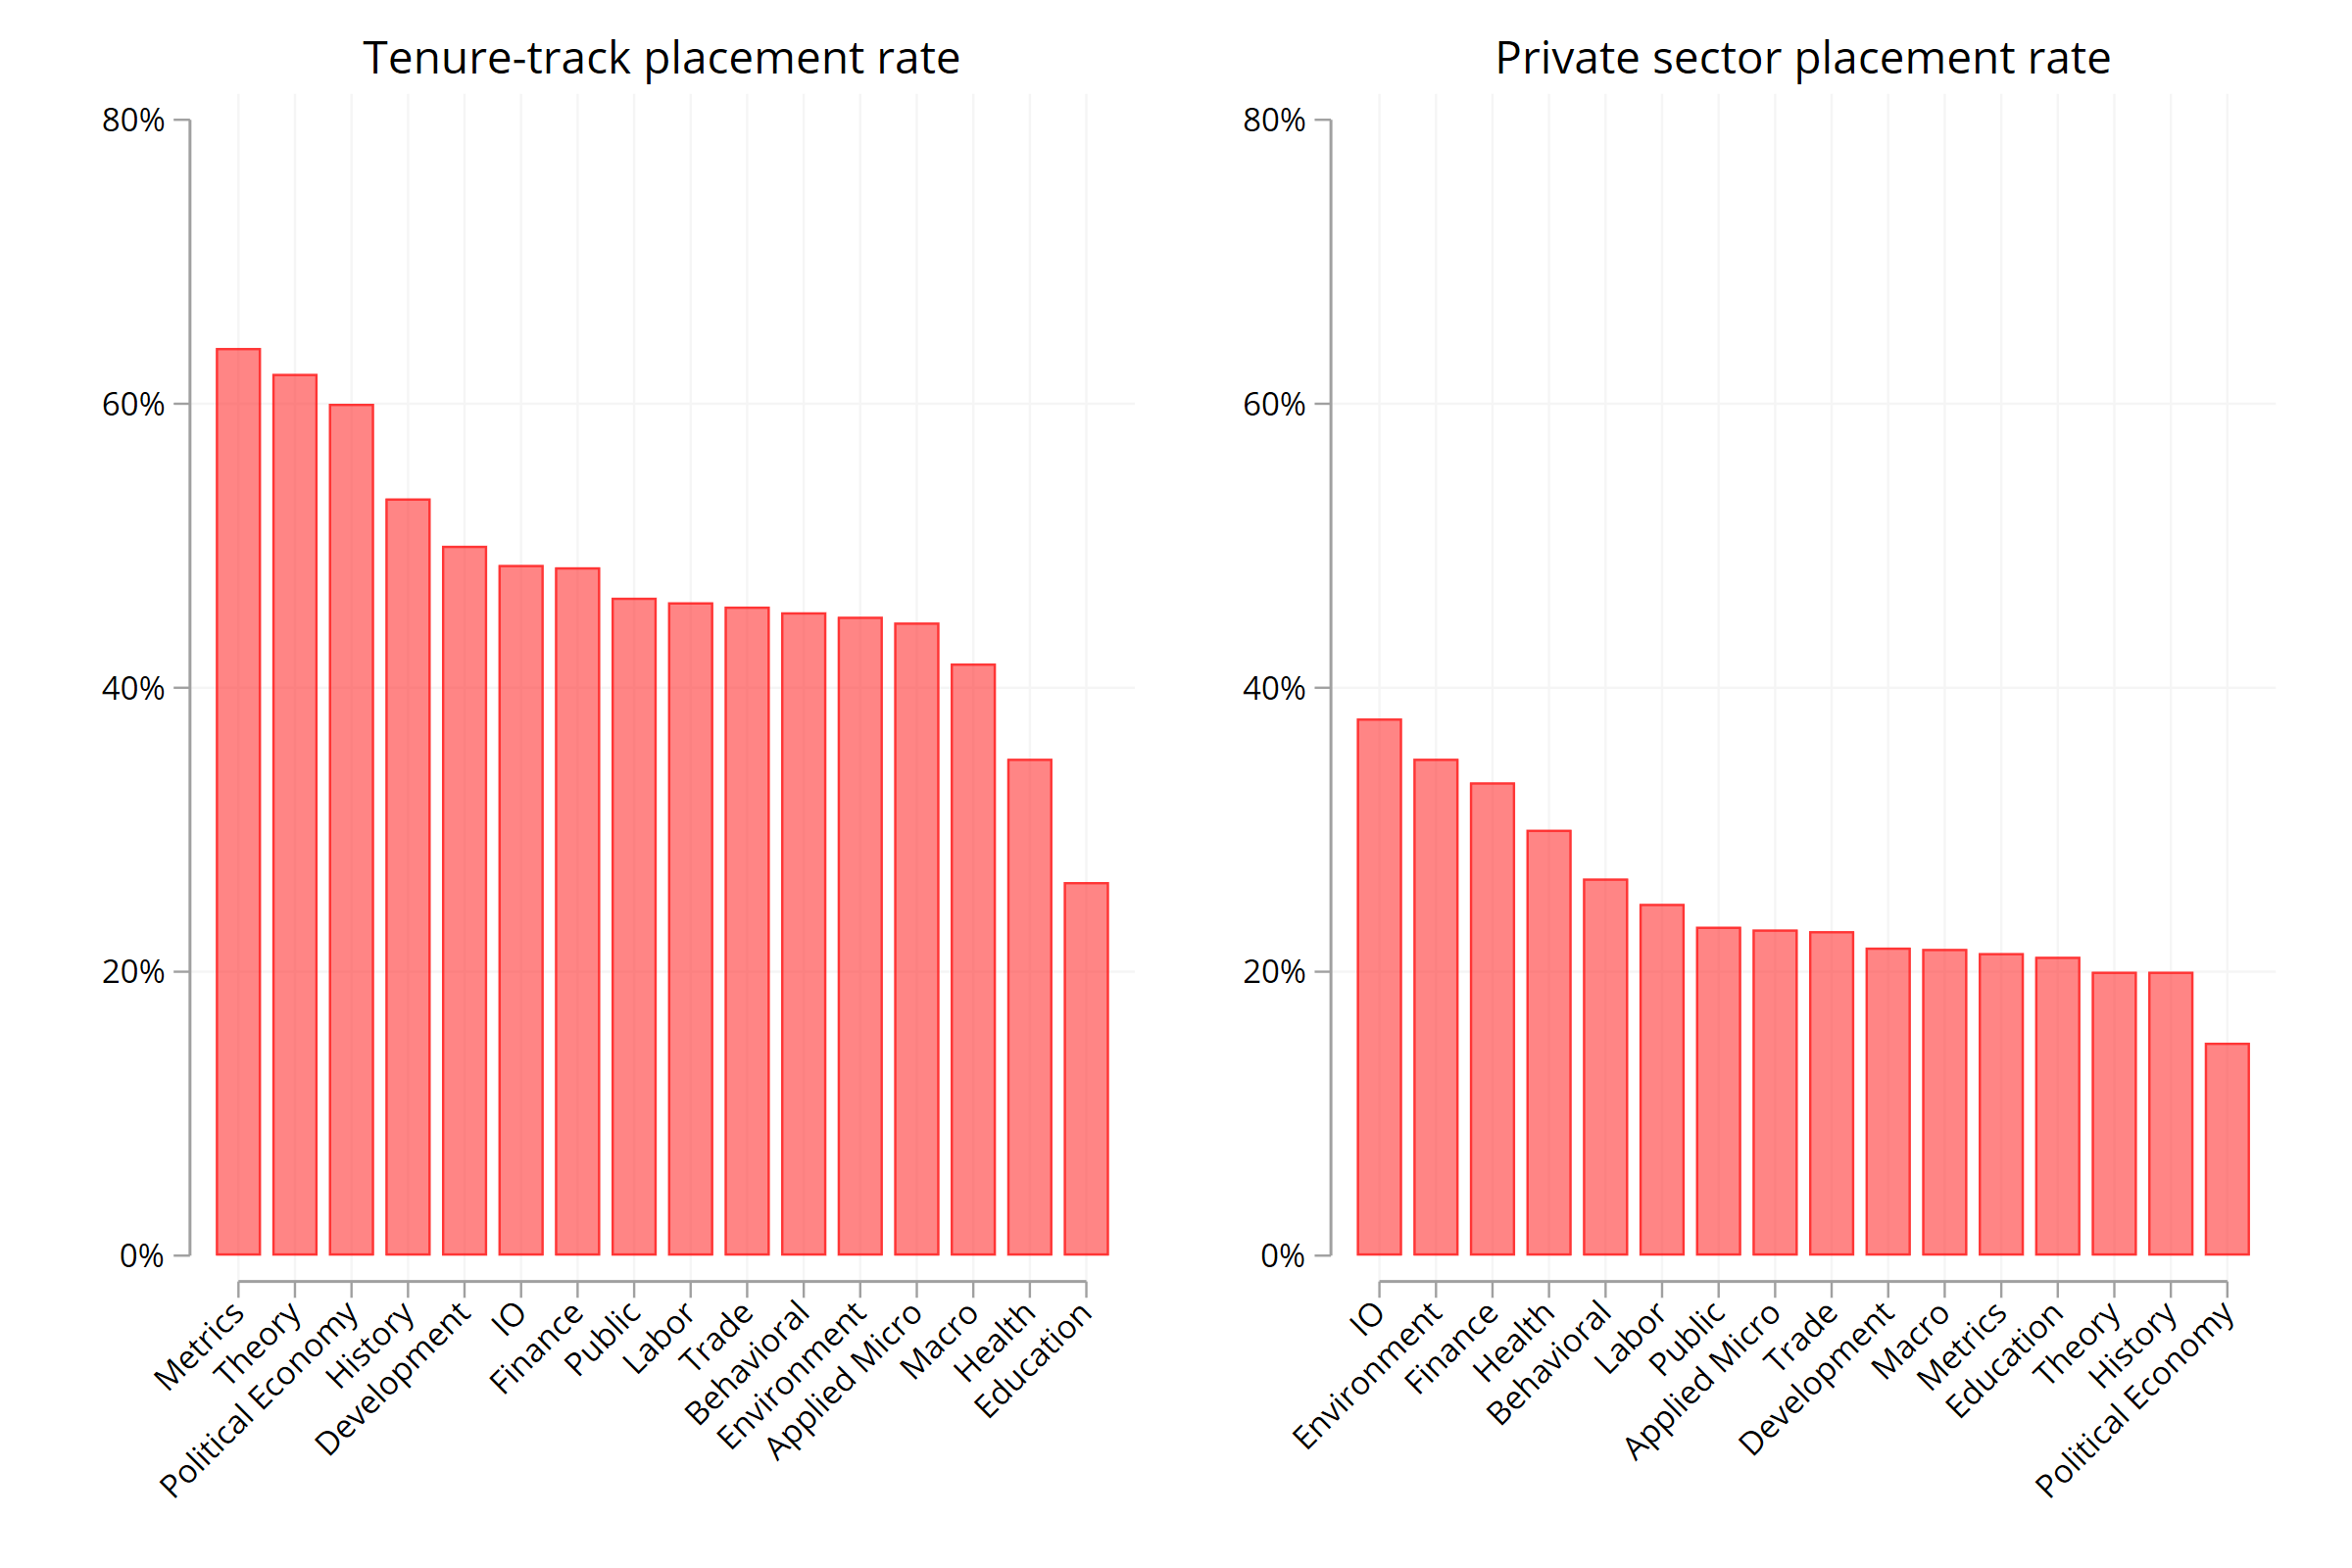 Tenure-track placement rate
80%
60%
40%
20%
0%
Metrics
Theory
Political Economy
History
Development
IO
Finance
Public
Labor
Trade
Behavioral
Environment
Applied Micro
Macro
Health
Education
Private sector placement rate
80%
60%
40%
20%
0%
IO
Environment
Finance
Health
Behavioral
Labor
Public
Applied Micro
Trade
Development
Macro
Metrics
Education
Theory
History
Political Economy